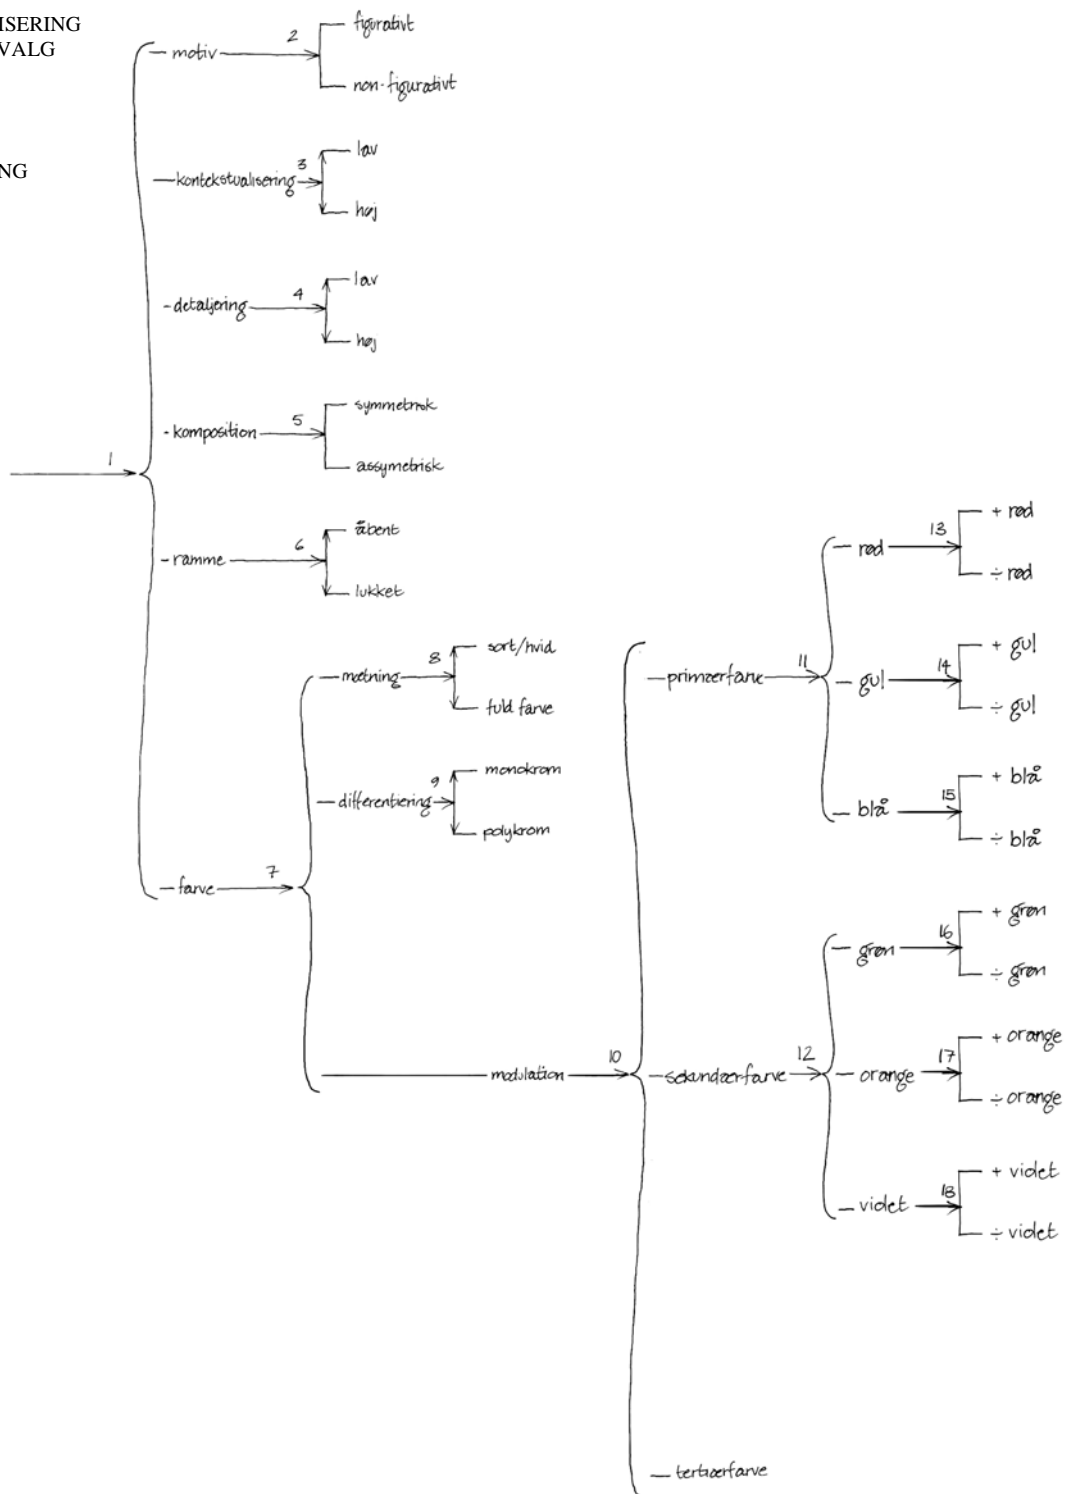 ISERING
VALG
NG
1
motiv
2
figurativt
non-figurativt
kontekstualisering
3
lav
høj
detaljering
4
lav
høj
komposition
5
symmetrisk
assymetrisk
ramme
6
åbent
lukket
farve
7
mætning
8
sort/hvid
fuld farve
differentiering
9
monokrom
polykrom
modulation
10
primærfarve
11
rød
13
+ rød
÷ rød
gul
14
+ gul
÷ gul
blå
15
+ blå
÷ blå
sekundærfarve
12
grøn
16
+ grøn
÷ grøn
orange
17
+ orange
÷ orange
violet
18
+ violet
÷ violet
tertiærfarve